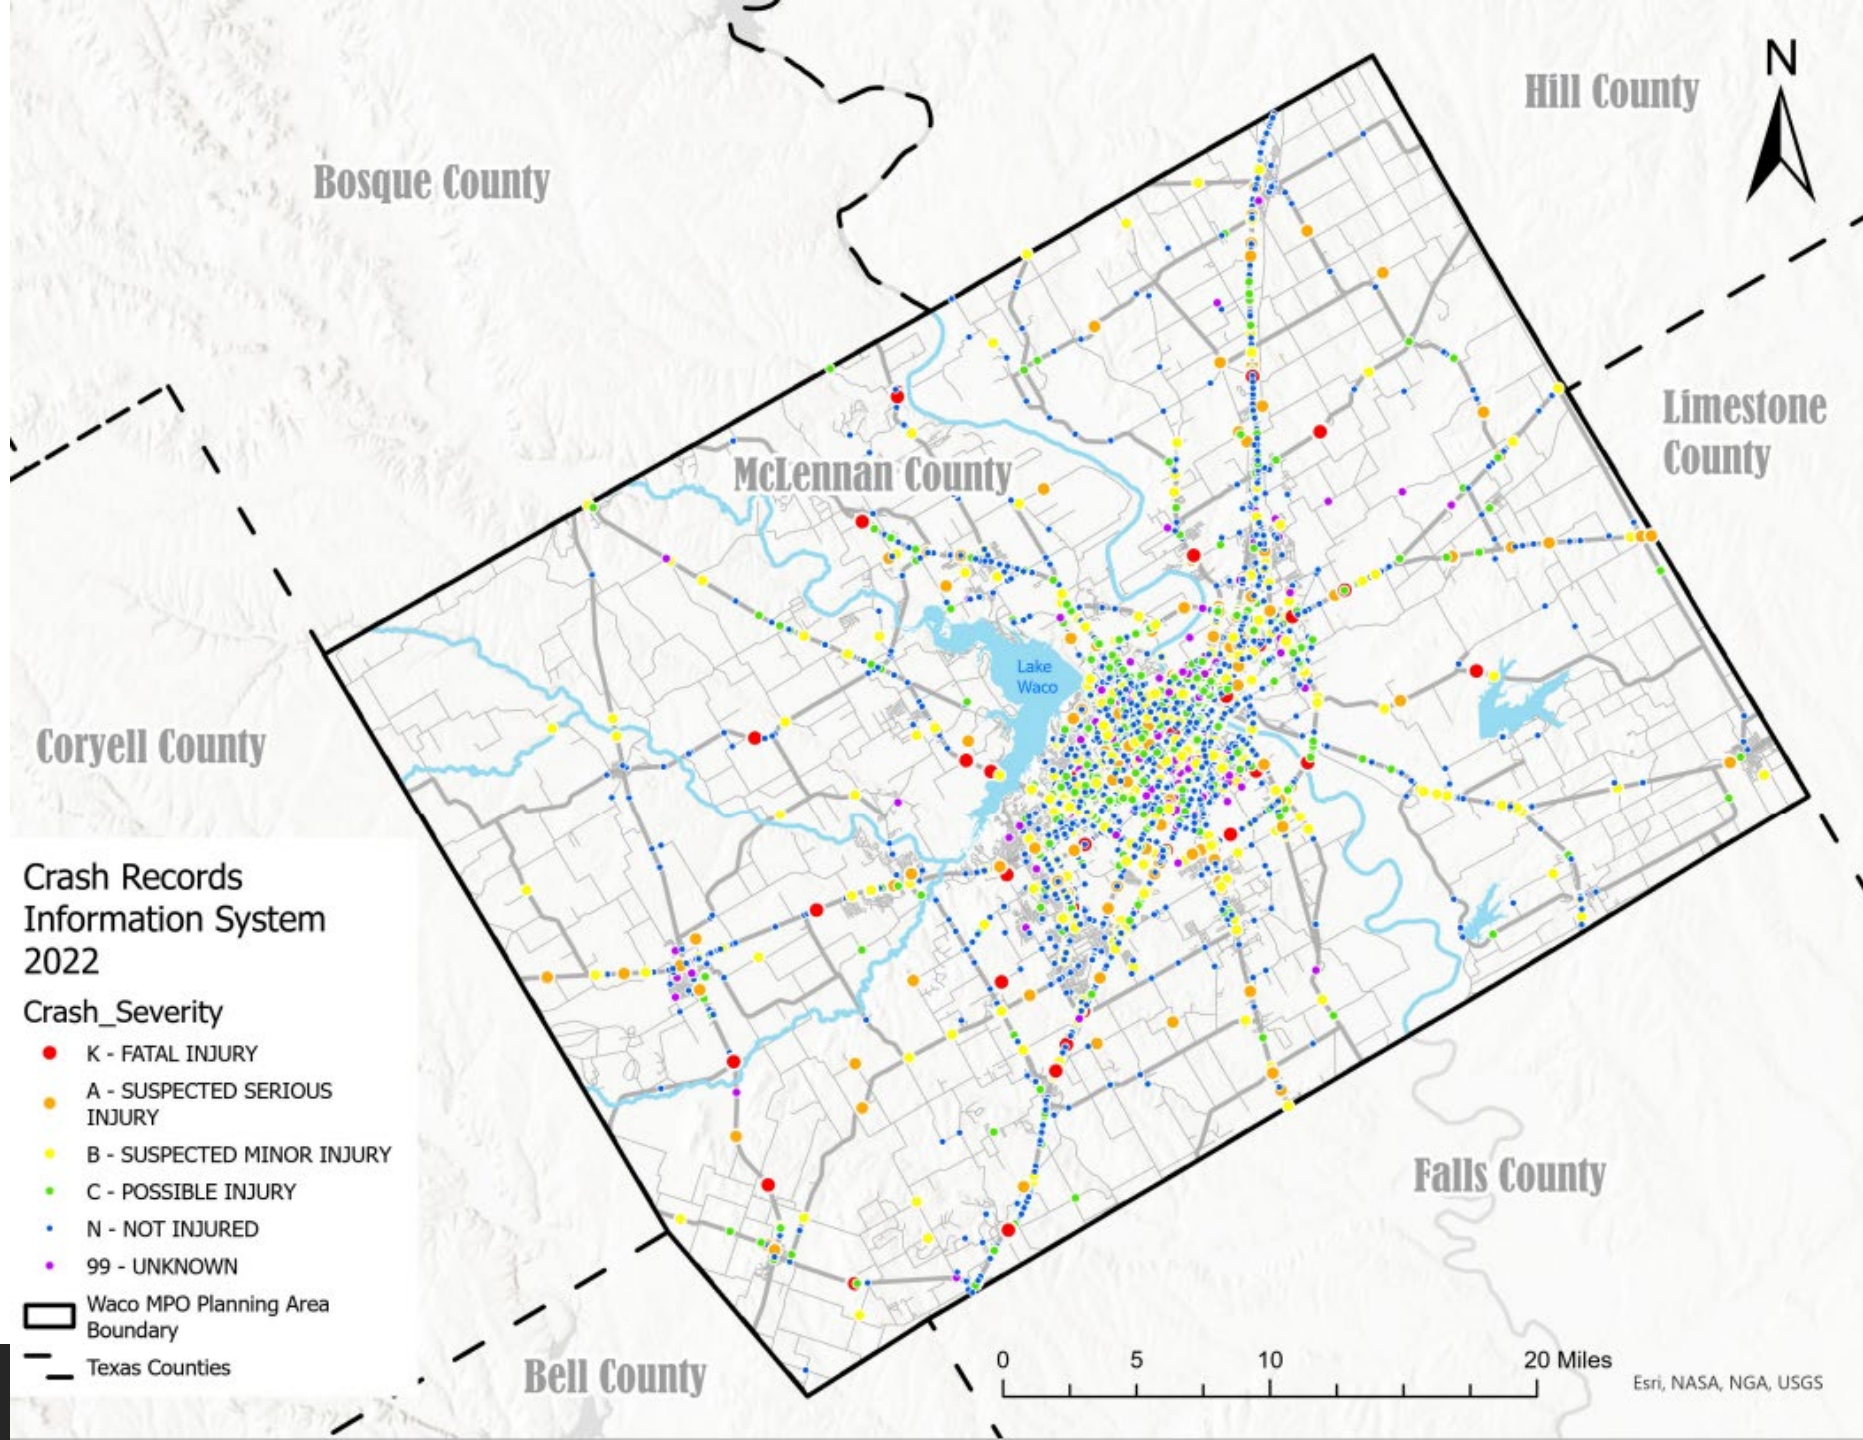 N
Hill County
Bosque County
Limestone
County
McLennan County
Lake
Waco
Coryell County
Crash Records
Information System
2022
Crash_Severity
K - FATAL INJURY
A - SUSPECTED SERIOUS
INJURY
B - SUSPECTED MINOR INJURY
C - POSSIBLE INJURY
N - NOT INJURED
99 - UNKNOWN
Waco MPO Planning Area
Boundary
Texas Counties
Falls County
Bell County
0 5 10 20 Miles
Esri, NASA, NGA, USGS